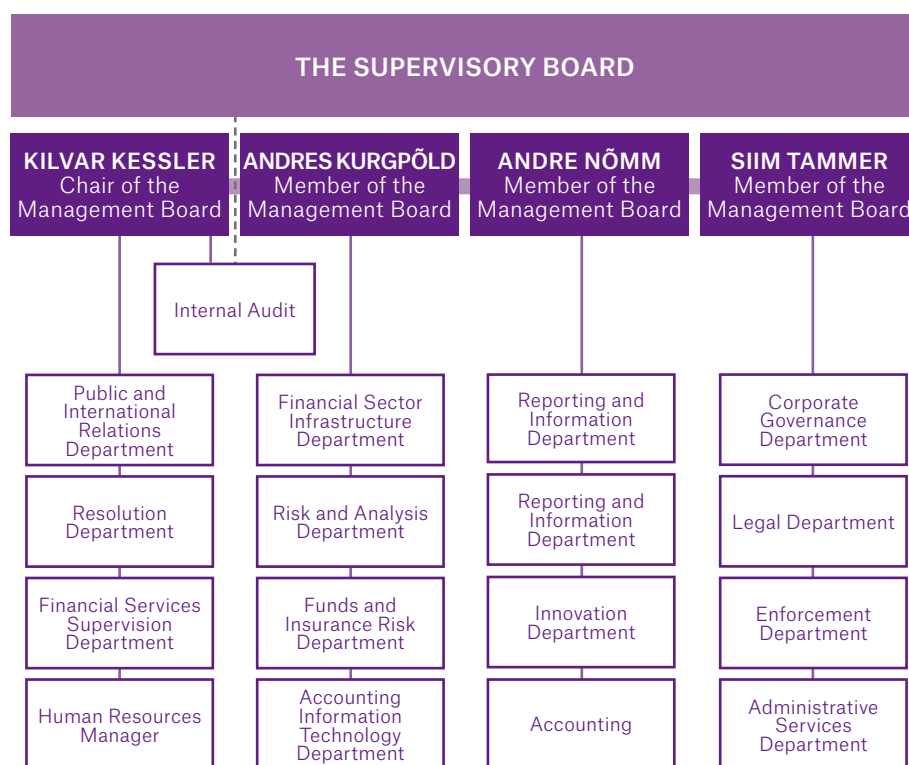 THE SUPERVISORY BOARD
KILVAR KESSLER
Chair of the
Management Board
ANDRES KURGPÕLD
Member of the
Management Board
ANDRE NÕMM
Member of the
Management Board
SIIM TAMMER
Member of the
Management Board
Internal Audit
Public and
International
Relations
Department
Resolution
Department
Financial Services
Supervision
Department
Human Resources
Manager
Financial Sector
Infrastructure
Department
Risk and Analysis
Department
Funds and
Insurance Risk
Department
Accounting
Information
Technology
Department
Reporting and
Information
Department
Reporting and
Information
Department
Innovation
Department
Accounting
Corporate
Governance
Department
Legal Department
Enforcement
Department
Administrative
Services
Department